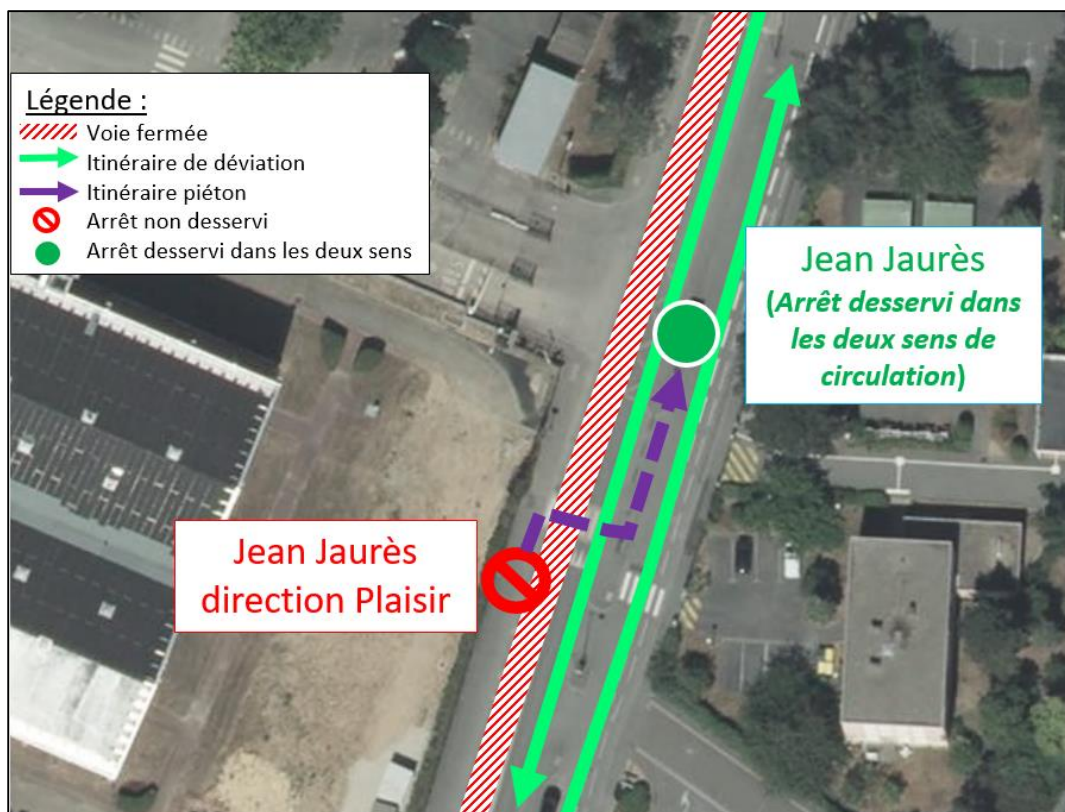 Légende :
Voie fermée
Itinéraire de déviation
Itinéraire piéton
Arrêt non desservi
Arrêt desservi dans les deux sens
Jean Jaurès
(Arrêt desservi dans
les deux sens de
circulation)
Jean Jaurès
direction Plaisir